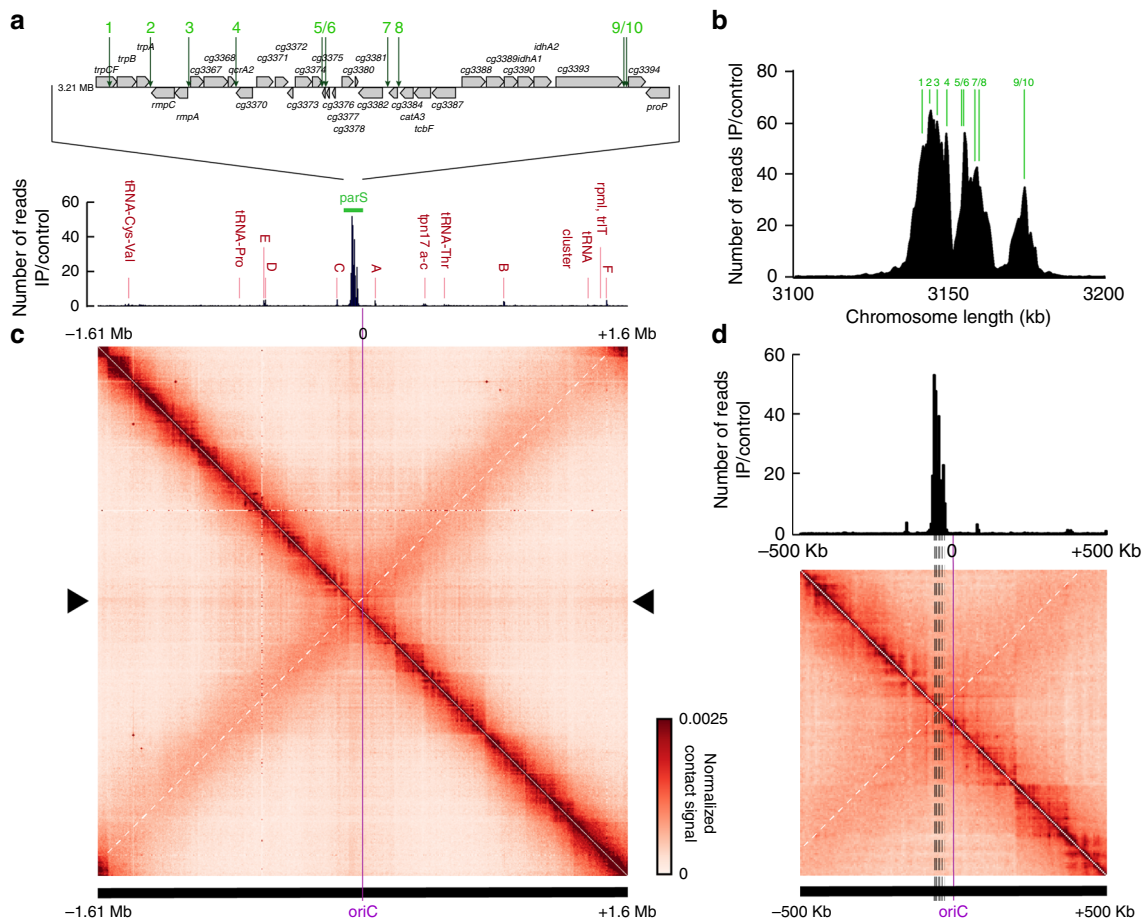 a
1 2 3 4 5/6 7 8 9/10
trpCF trpB trpA cg3367 cg3368 qcrA2 cg3371 cg3372 cg3374 cg3375 cg3380 cg3381 cg3388 cg3389 idhA1 cg3390 idhA2 cg3393 cg3394
3.21 MB
rmpC rmpA cg3370 cg3373 cg3376 cg3377 cg3378 cg3382 cg3384 catA3 tcbF cg3387 proP
Number of reads
IP/control
60
40
20
0
parS
tRNA-Cys-Val
tRNA-Pro
E
D
C
A
tpn17 a-c
tRNA-Thr
B
tRNA
cluster
rpml, trlT
F
b
Number of reads IP/control
80
60
40
20
0
1 2 3 4 5/6 7/8 9/10
3100 3150 3200
Chromosome length (kb)
c
−1.61 Mb 0 +1.6 Mb
0.0025
Normalized
contact signal
0
−1.61 Mb oriC +1.6 Mb
d
Number of reads
IP/control
60
40
20
0
−500 Kb 0 +500 Kb
-500 Kb oriC +500 Kb